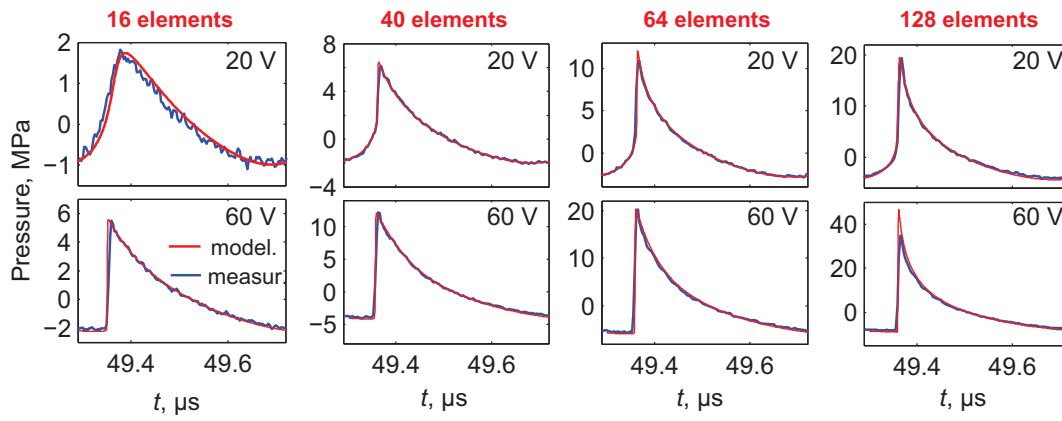 16 elements 40 elements 64 elements 128 elements
2
1
0
−1
20 V
8
4
0
−4
20 V
10
5
0
20 V
20
10
0
20 V
Pressure, MPa
6
4
2
0
−2
60 V
model.
measur.
10
5
0
−5
60 V
20
10
0
60 V
40
20
0
60 V
49.4 49.6 49.4 49.6 49.4 49.6 49.4 49.6
t, μs t, μs t, μs t, μs